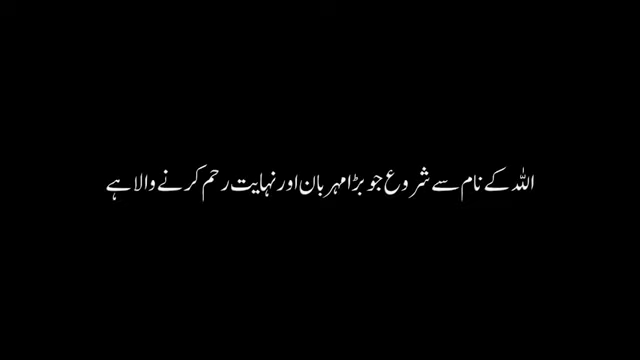 اللہ کے نام سے شروع جو بڑا مہربان اور نہایت رحم کرنے والا ہے